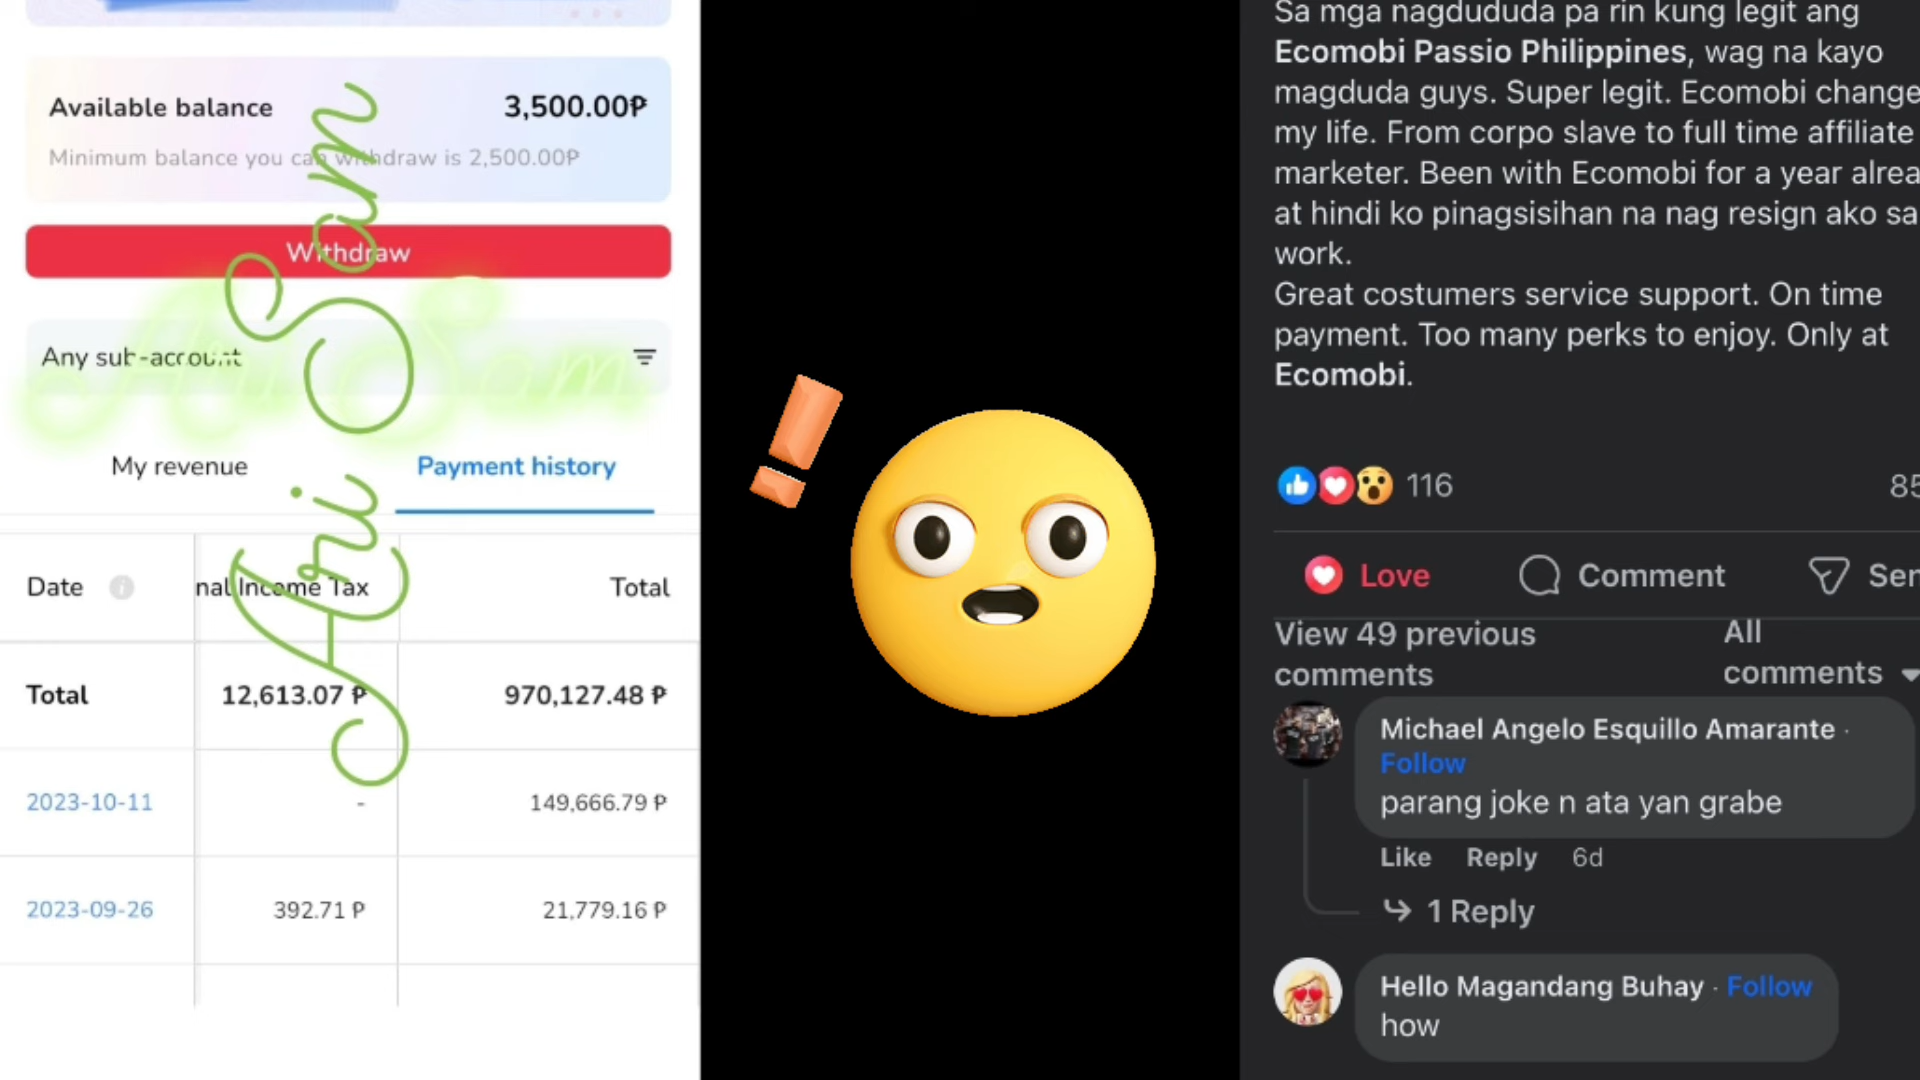 Available balance
3,500.00₱
Minimum balance you can withdraw is 2,500.00₱
Withdraw
Any sub-account
My revenue
Payment history
Date
nal Income Tax
Total
Total
12,613.07 ₱
970,127.48 ₱
2023-10-11
-
149,666.79 ₱
2023-09-26
392.71 ₱
21,779.16 ₱
Ari Sam
Sa mga nagdududa pa rin kung legit ang
Ecomobi Passio Philippines, wag na kayo
magduda guys. Super legit. Ecomobi change
my life. From corpo slave to full time affiliate
marketer. Been with Ecomobi for a year alrea
at hindi ko pinagsisihan na nag resign ako sa
work.
Great costumers service support. On time
payment. Too many perks to enjoy. Only at
Ecomobi.
116
85
Love
Comment
Sen
View 49 previous
comments
All
comments
Michael Angelo Esquillo Amarante ·
Follow
parang joke n ata yan grabe
Like Reply 6d
1 Reply
Hello Magandang Buhay · Follow
how